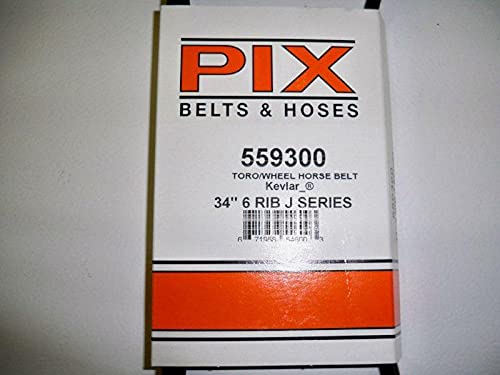 PIX
BELTS & HOSES
559300
TORO/WHEEL HORSE BELT
Kevlar_®
34" 6 RIB J SERIES